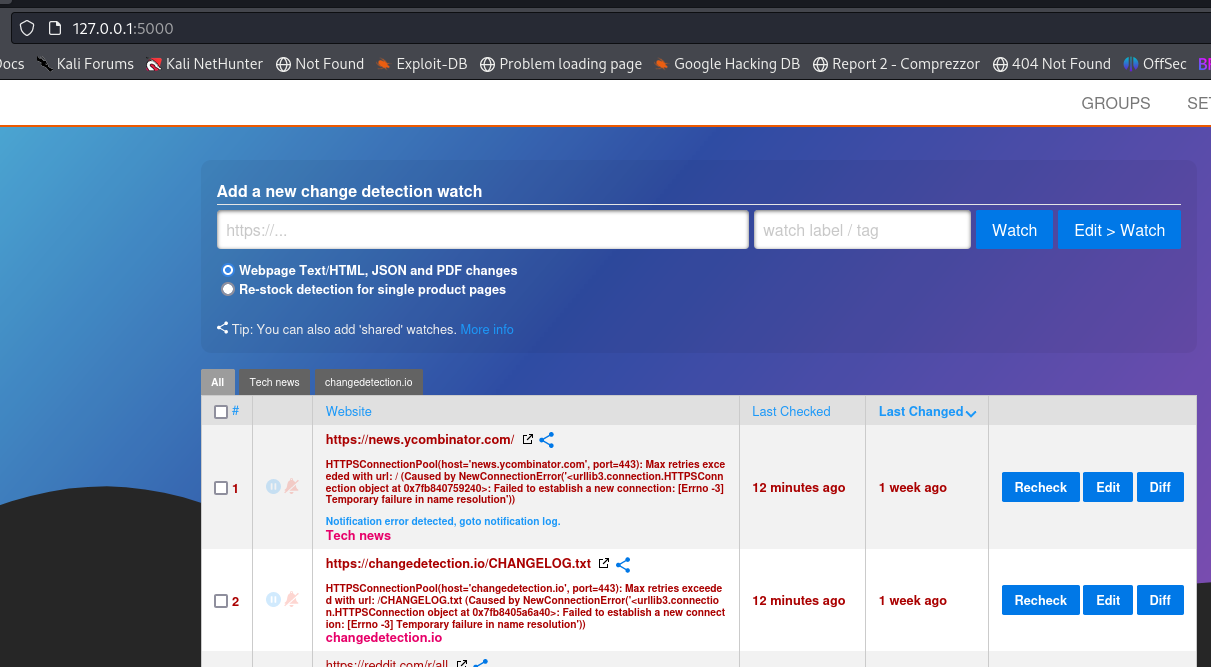 127.0.0.1:5000
Docs Kali Forums Kali NetHunter Not Found Exploit-DB Problem loading page Google Hacking DB Report 2 - Comprezzor 404 Not Found OffSec
GROUPS
Add a new change detection watch
https://... watch label / tag Watch Edit > Watch
Webpage Text/HTML, JSON and PDF changes
Re-stock detection for single product pages
Tip: You can also add 'shared' watches. More info
All Tech news changedetection.io
# Website Last Checked Last Changed
https://news.ycombinator.com/
HTTPSConnectionPool(host='news.ycombinator.com', port=443): Max retries exce
eded with url: / (Caused by NewConnectionError('<urllib3.connection.HTTPSConn
ection object at 0x7fb840759240>: Failed to establish a new connection: [Errno -3]
Temporary failure in name resolution'))
1 12 minutes ago 1 week ago Recheck Edit Diff
Notification error detected, goto notification log.
Tech news
https://changedetection.io/CHANGELOG.txt
HTTPSConnectionPool(host='changedetection.io', port=443): Max retries exceede
d with url: /CHANGELOG.txt (Caused by NewConnectionError('<urllib3.connectio
n.HTTPSConnection object at 0x7fb8405a6a40>: Failed to establish a new connect
ion: [Errno -3] Temporary failure in name resolution'))
2 12 minutes ago 1 week ago Recheck Edit Diff
changedetection.io
https://reddit.com/r/all